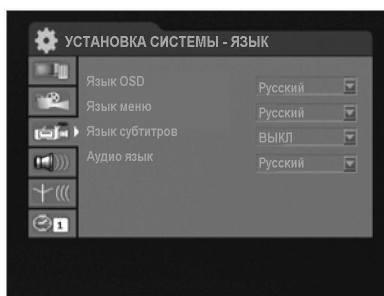 УСТАНОВКА СИСТЕМЫ - ЯЗЫК
Язык OSD Русский
Язык меню Русский
Язык субтитров ВЫКЛ
Аудио язык Русский
1